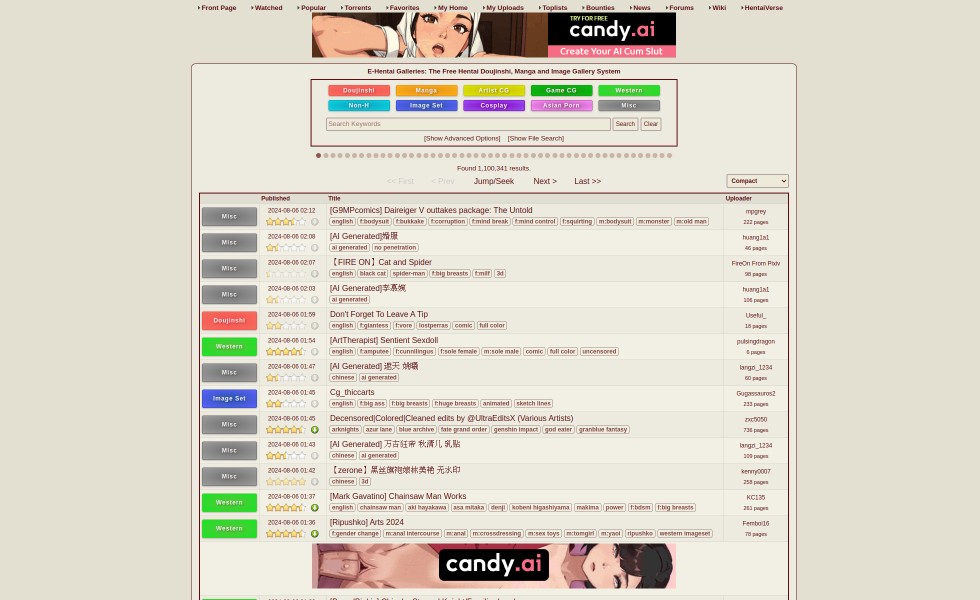 Front Page Watched Popular Torrents Favorites My Home My Uploads Toplists Bounties News Forums Wiki HentaiVerse
TRY FOR FREE
candy.ai
Create Your AI Cum Slut
E-Hentai Galleries: The Free Hentai Doujinshi, Manga and Image Gallery System
Doujinshi Manga Artist CG Game CG Western
Non-H Image Set Cosplay Asian Porn Misc
Search Keywords Search Clear
[Show Advanced Options] [Show File Search]
Found 1,100,341 results.
<< First < Prev Jump/Seek Next > Last >> Compact
Published Title Uploader
Misc 2024-08-06 02:12 [G9MPcomics] Daireiger V outtakes package: The Untold mpgrey
english f:bodysuit f:bukkake f:corruption f:mind break f:mind control f:squirting m:bodysuit m:monster m:old man 222 pages
Misc 2024-08-06 02:08 [AI Generated]婚服 huang1a1
ai generated no penetration 46 pages
Misc 2024-08-06 02:07 【FIRE ON】Cat and Spider FireOn From Pixiv
english black cat spider-man f:big breasts f:milf 3d 98 pages
Misc 2024-08-06 02:03 [AI Generated]李慕婉 huang1a1
ai generated 106 pages
Doujinshi 2024-08-06 01:59 Don't Forget To Leave A Tip Useful_
english f:giantess f:vore lostperras comic full color 18 pages
Western 2024-08-06 01:54 [ArtTherapist] Sentient Sexdoll pulsingdragon
english f:amputee f:cunnilingus f:sole female m:sole male comic full color uncensored 6 pages
Misc 2024-08-06 01:47 [AI Generated] 遮天 langzi_1234
chinese ai generated 60 pages
Image Set 2024-08-06 01:45 Cg_thiccarts Gugassauros2
english f:big ass f:big breasts f:huge breasts animated sketch lines 233 pages
Misc 2024-08-06 01:45 Decensored|Colored|Cleaned edits by @UltraEditsX (Various Artists) zxc5050
arknights azur lane blue archive fate grand order genshin impact god eater granblue fantasy 736 pages
Misc 2024-08-06 01:43 [AI Generated] 万古狂帝 秋清儿 乳贴 langzi_1234
chinese ai generated 109 pages
Misc 2024-08-06 01:42 【zerone】黑丝旗袍颂林美艳 无水印 kenny0007
chinese 3d 258 pages
Western 2024-08-06 01:37 [Mark Gavatino] Chainsaw Man Works KC135
english chainsaw man aki hayakawa asa mitaka denji kobeni higashiyama makima power f:bdsm f:big breasts 261 pages
Western 2024-08-06 01:36 [Ripushko] Arts 2024 Femboi16
f:gender change m:anal intercourse m:anal m:crossdressing m:sex toys m:tomgirl m:yaoi ripushko western imageset 78 pages
candy.ai